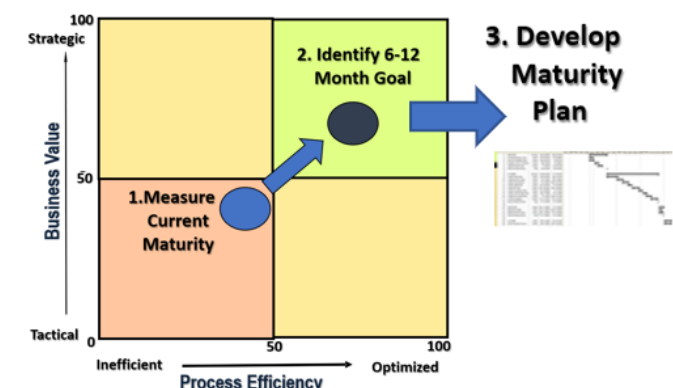 100
Strategic
2. Identify 6-12
Month Goal
3. Develop
Maturity
Plan
Business Value
50
1.Measure
Current
Maturity
Tactical
0
50
100
Inefficient
Optimized
Process Efficiency